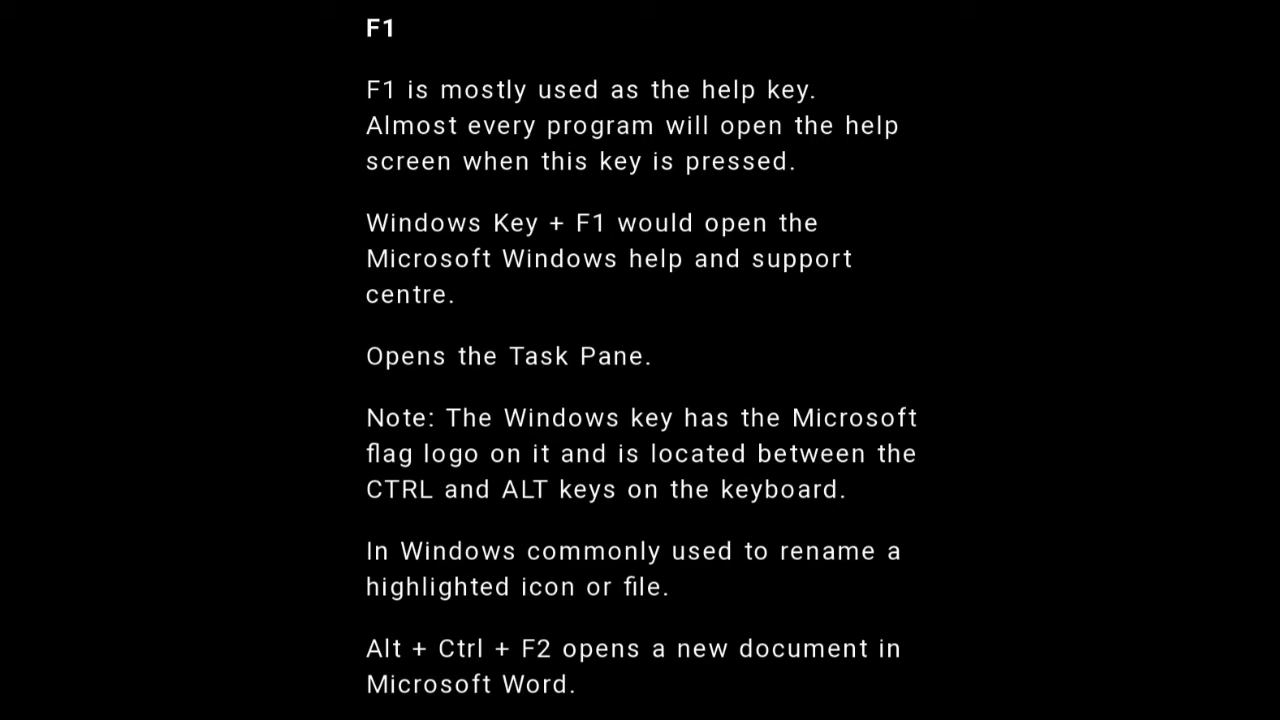 F1
F1 is mostly used as the help key.
Almost every program will open the help
screen when this key is pressed.
Windows Key + F1 would open the
Microsoft Windows help and support
centre.
Opens the Task Pane.
Note: The Windows key has the Microsoft
flag logo on it and is located between the
CTRL and ALT keys on the keyboard.
In Windows commonly used to rename a
highlighted icon or file.
Alt + Ctrl + F2 opens a new document in
Microsoft Word.